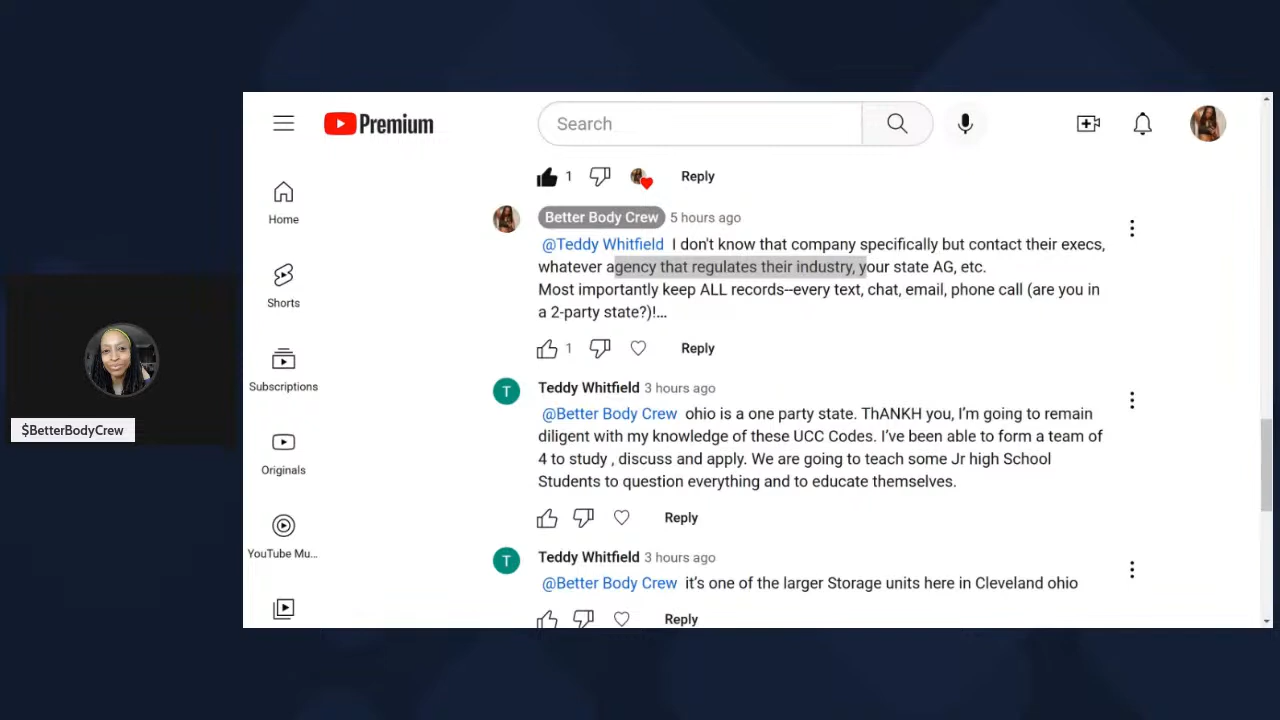 Premium
Search
Home
Shorts
Subscriptions
Originals
YouTube Mu...
1 Reply
Better Body Crew 5 hours ago
@Teddy Whitfield I don't know that company specifically but contact their execs,
whatever agency that regulates their industry, your state AG, etc.
Most importantly keep ALL records--every text, chat, email, phone call (are you in
a 2-party state?)!...
1 Reply
T Teddy Whitfield 3 hours ago
@Better Body Crew ohio is a one party state. ThANKH you, I'm going to remain
diligent with my knowledge of these UCC Codes. I've been able to form a team of
4 to study , discuss and apply. We are going to teach some Jr high School
Students to question everything and to educate themselves.
Reply
T Teddy Whitfield 3 hours ago
@Better Body Crew it's one of the larger Storage units here in Cleveland ohio
Reply
$BetterBodyCrew